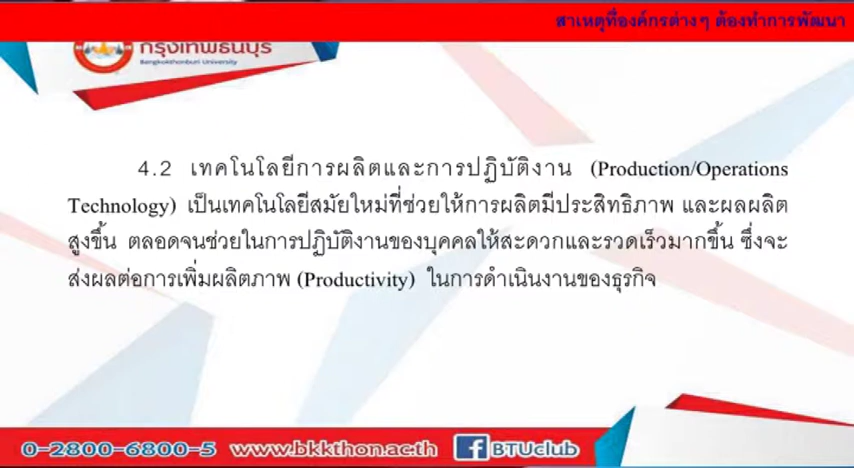 สาเหตุที่องค์กรต่างๆ ต้องทำการพัฒนา
กรุงเทพธนบุรี
Bangkokthonburi University
4.2 เทคโนโลยีการผลิตและการปฏิบัติงาน (Production/Operations
Technology) เป็นเทคโนโลยีสมัยใหม่ที่ช่วยให้การผลิตมีประสิทธิภาพ และผลผลิต
สูงขึ้น ตลอดจนช่วยในการปฏิบัติงานของบุคคลให้สะดวกและรวดเร็วมากขึ้น ซึ่งจะ
ส่งผลต่อการเพิ่มผลิตภาพ (Productivity) ในการดำเนินงานของธุรกิจ
0-2800-6800-5 www.bkkthon.ac.th f BTUclub